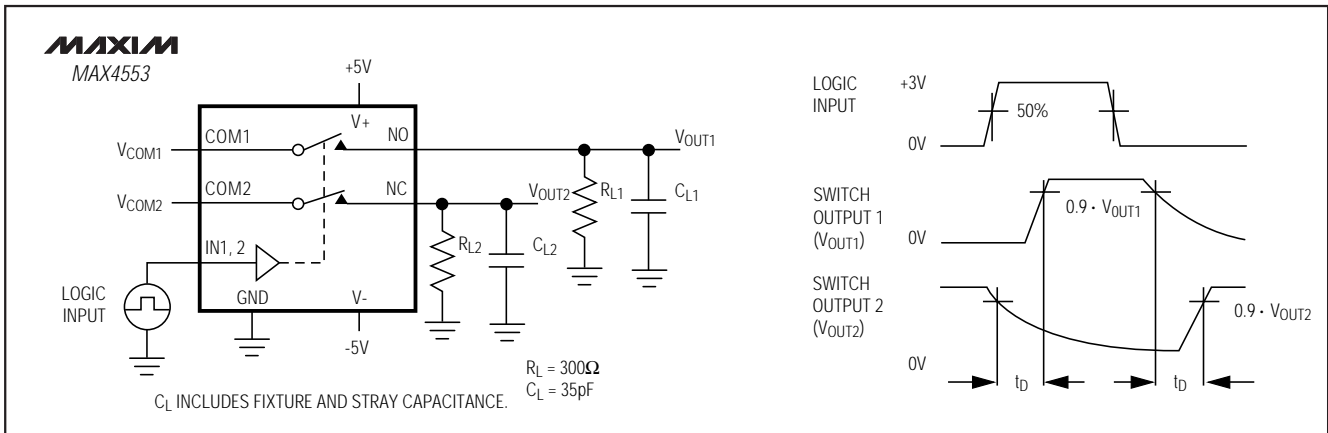 MAXIM
MAX4553
+5V
V+
COM1
NO
VCOM1
VOUT1
COM2
NC
VCOM2
VOUT2
RL1
CL1
RL2
CL2
IN1, 2
LOGIC
INPUT
GND
V-
-5V
RL = 300Ω
CL = 35pF
CL INCLUDES FIXTURE AND STRAY CAPACITANCE.
LOGIC
INPUT
+3V
50%
0V
SWITCH
OUTPUT 1
(VOUT1)
0.9 · VOUT1
0V
SWITCH
OUTPUT 2
(VOUT2)
0.9 · VOUT2
0V
tD
tD